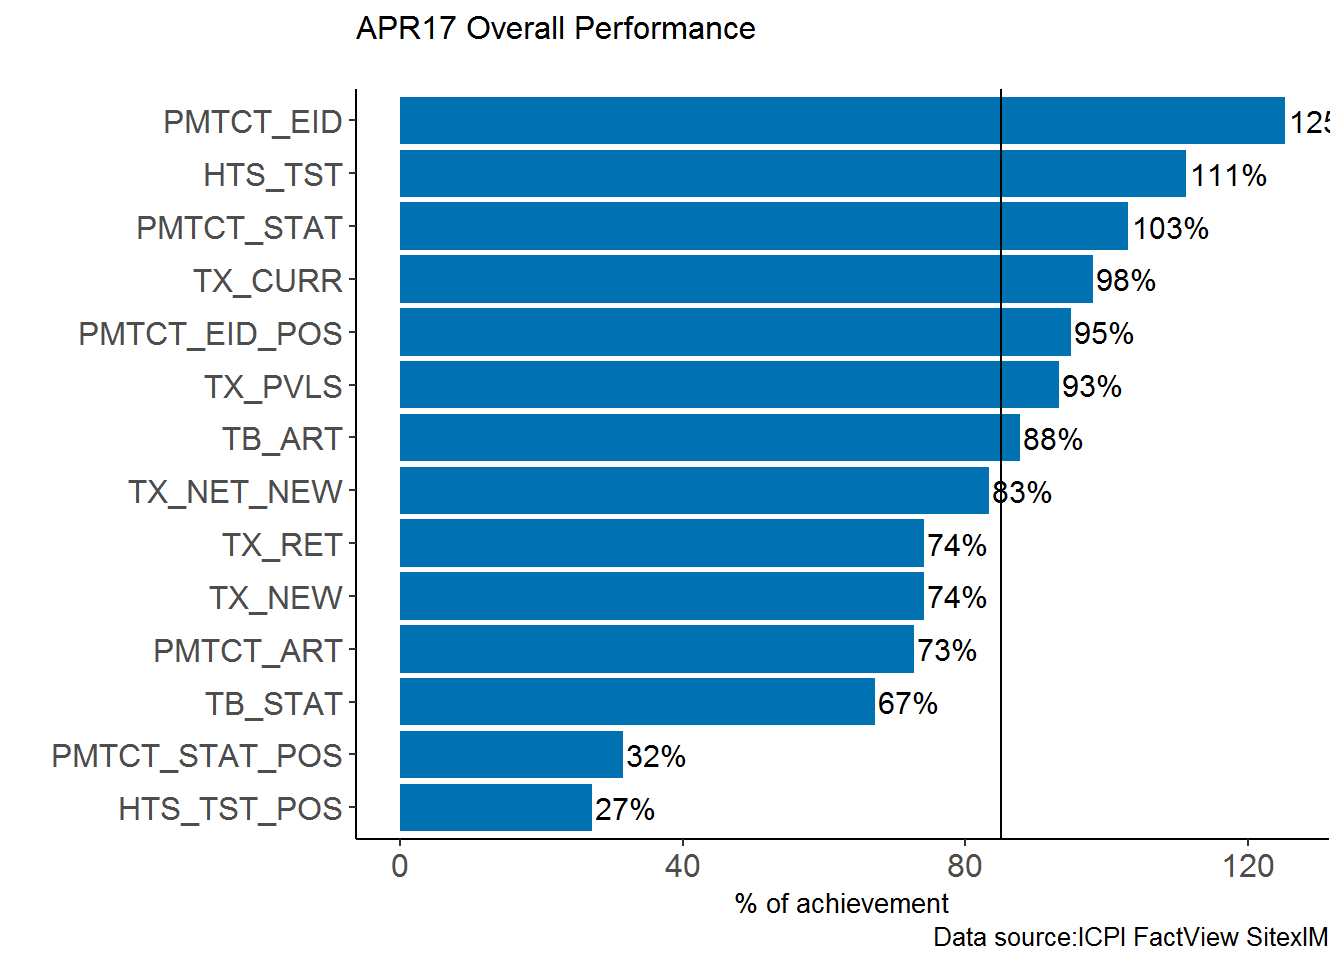 APR17 Overall Performance
PMTCT_EID 125
HTS_TST 111%
PMTCT_STAT 103%
TX_CURR 98%
PMTCT_EID_POS 95%
TX_PVLS 93%
TB_ART 88%
TX_NET_NEW 83%
TX_RET 74%
TX_NEW 74%
PMTCT_ART 73%
TB_STAT 67%
PMTCT_STAT_POS 32%
HTS_TST_POS 27%
0 40 80 120
% of achievement
Data source:ICPI FactView SitexIM